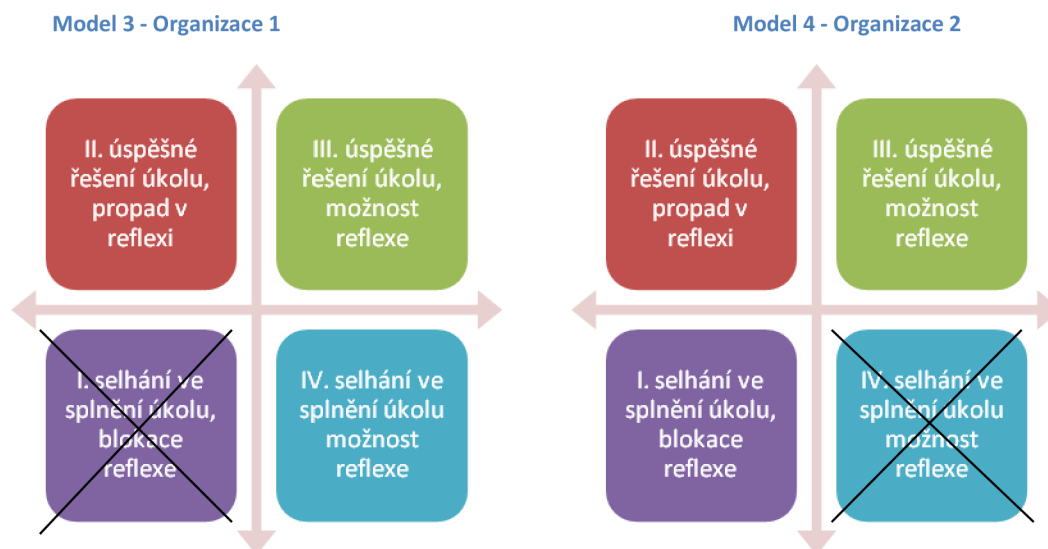 Model 3 - Organizace 1
II. úspěšné
řešení úkolu,
propad v
reflexi
III. úspěšné
řešení úkolu,
možnost
reflexe
I. selhání ve
splnění úkolu,
blokace
reflexe
IV. selhání ve
splnění úkolu
možnost
reflexe
Model 4 - Organizace 2
II. úspěšné
řešení úkolu,
propad v
reflexi
III. úspěšné
řešení úkolu,
možnost
reflexe
I. selhání ve
splnění úkolu,
blokace
reflexe
IV. selhání ve
splnění úkolu
možnost
reflexe